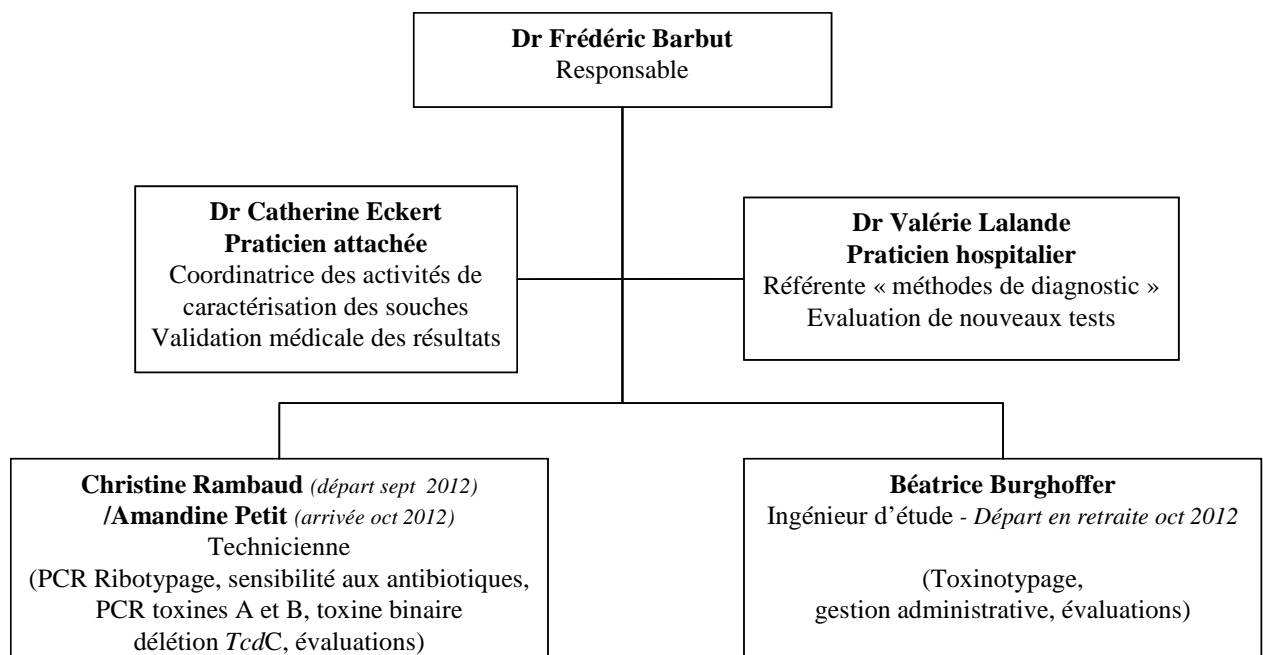 Dr Frédéric Barbut
Responsable
Dr Catherine Eckert
Praticien attachée
Coordinatrice des activités de
caractérisation des souches
Validation médicale des résultats
Dr Valérie Lalande
Praticien hospitalier
Référente « méthodes de diagnostic »
Evaluation de nouveaux tests
Christine Rambaud (départ sept 2012)
/Amandine Petit (arrivée oct 2012)
Technicienne
(PCR Ribotypage, sensibilité aux antibiotiques,
PCR toxines A et B, toxine binaire
délétion TcdC, évaluations)
Béatrice Burghoffer
Ingénieur d’étude - Départ en retraite oct 2012
(Toxinotypage,
gestion administrative, évaluations)